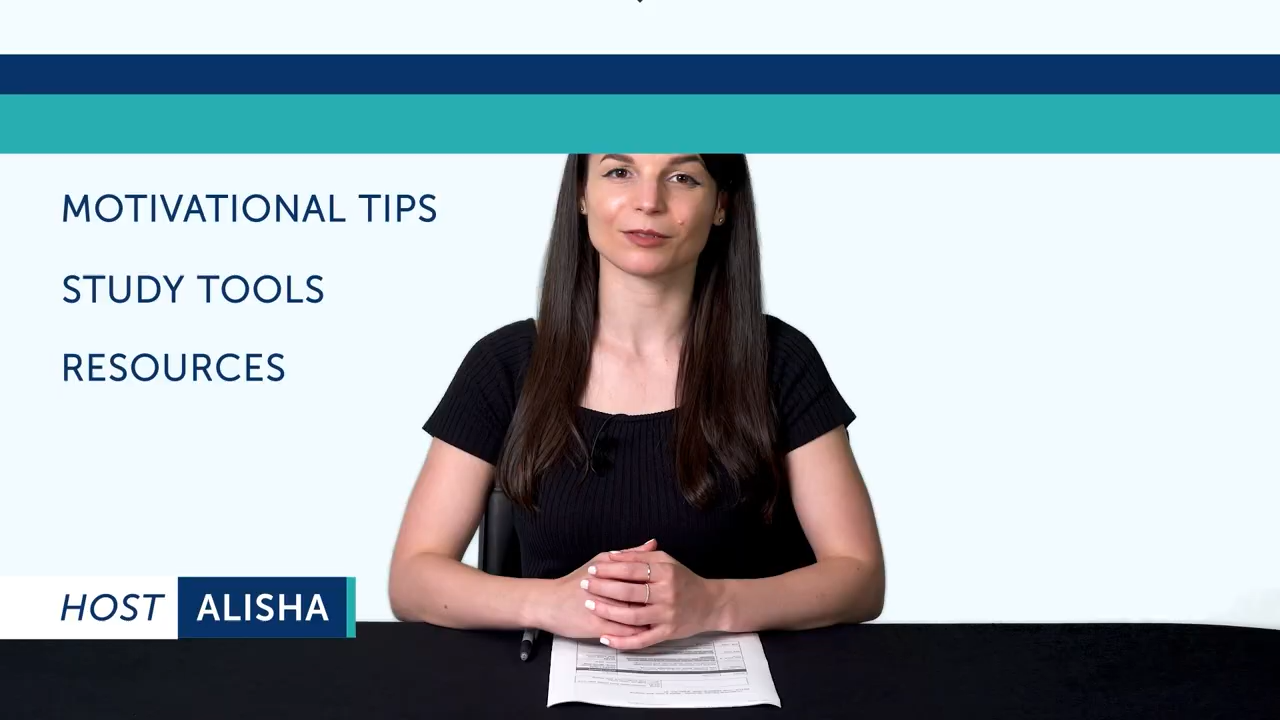 MOTIVATIONAL TIPS
STUDY TOOLS
RESOURCES
HOST ALISHA